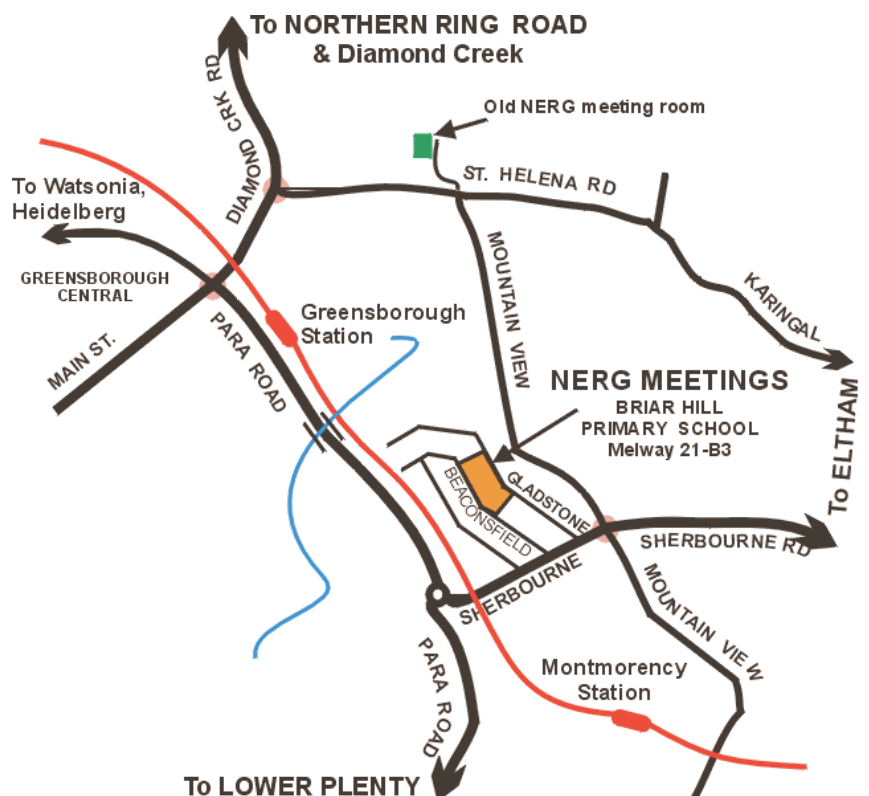 To NORTHERN RING ROAD
& Diamond Creek
DIAMOND CRK RD
Old NERG meeting room
ST. HELENA RD
To Watsonia,
Heidelberg
GREENSBOROUGH
CENTRAL
MAIN ST.
PARA ROAD
Greensborough
Station
MOUNTAIN VIEW
KARINGAL
NERG MEETINGS
BRIAR HILL
PRIMARY SCHOOL
Melway 21-B3
To ELTHAM
GLADSTONE
BEACONSFIELD
SHERBOURNE RD
SHERBOURNE
MOUNTAIN VIEW
Montmorency
Station
PARA ROAD
To LOWER PLENTY